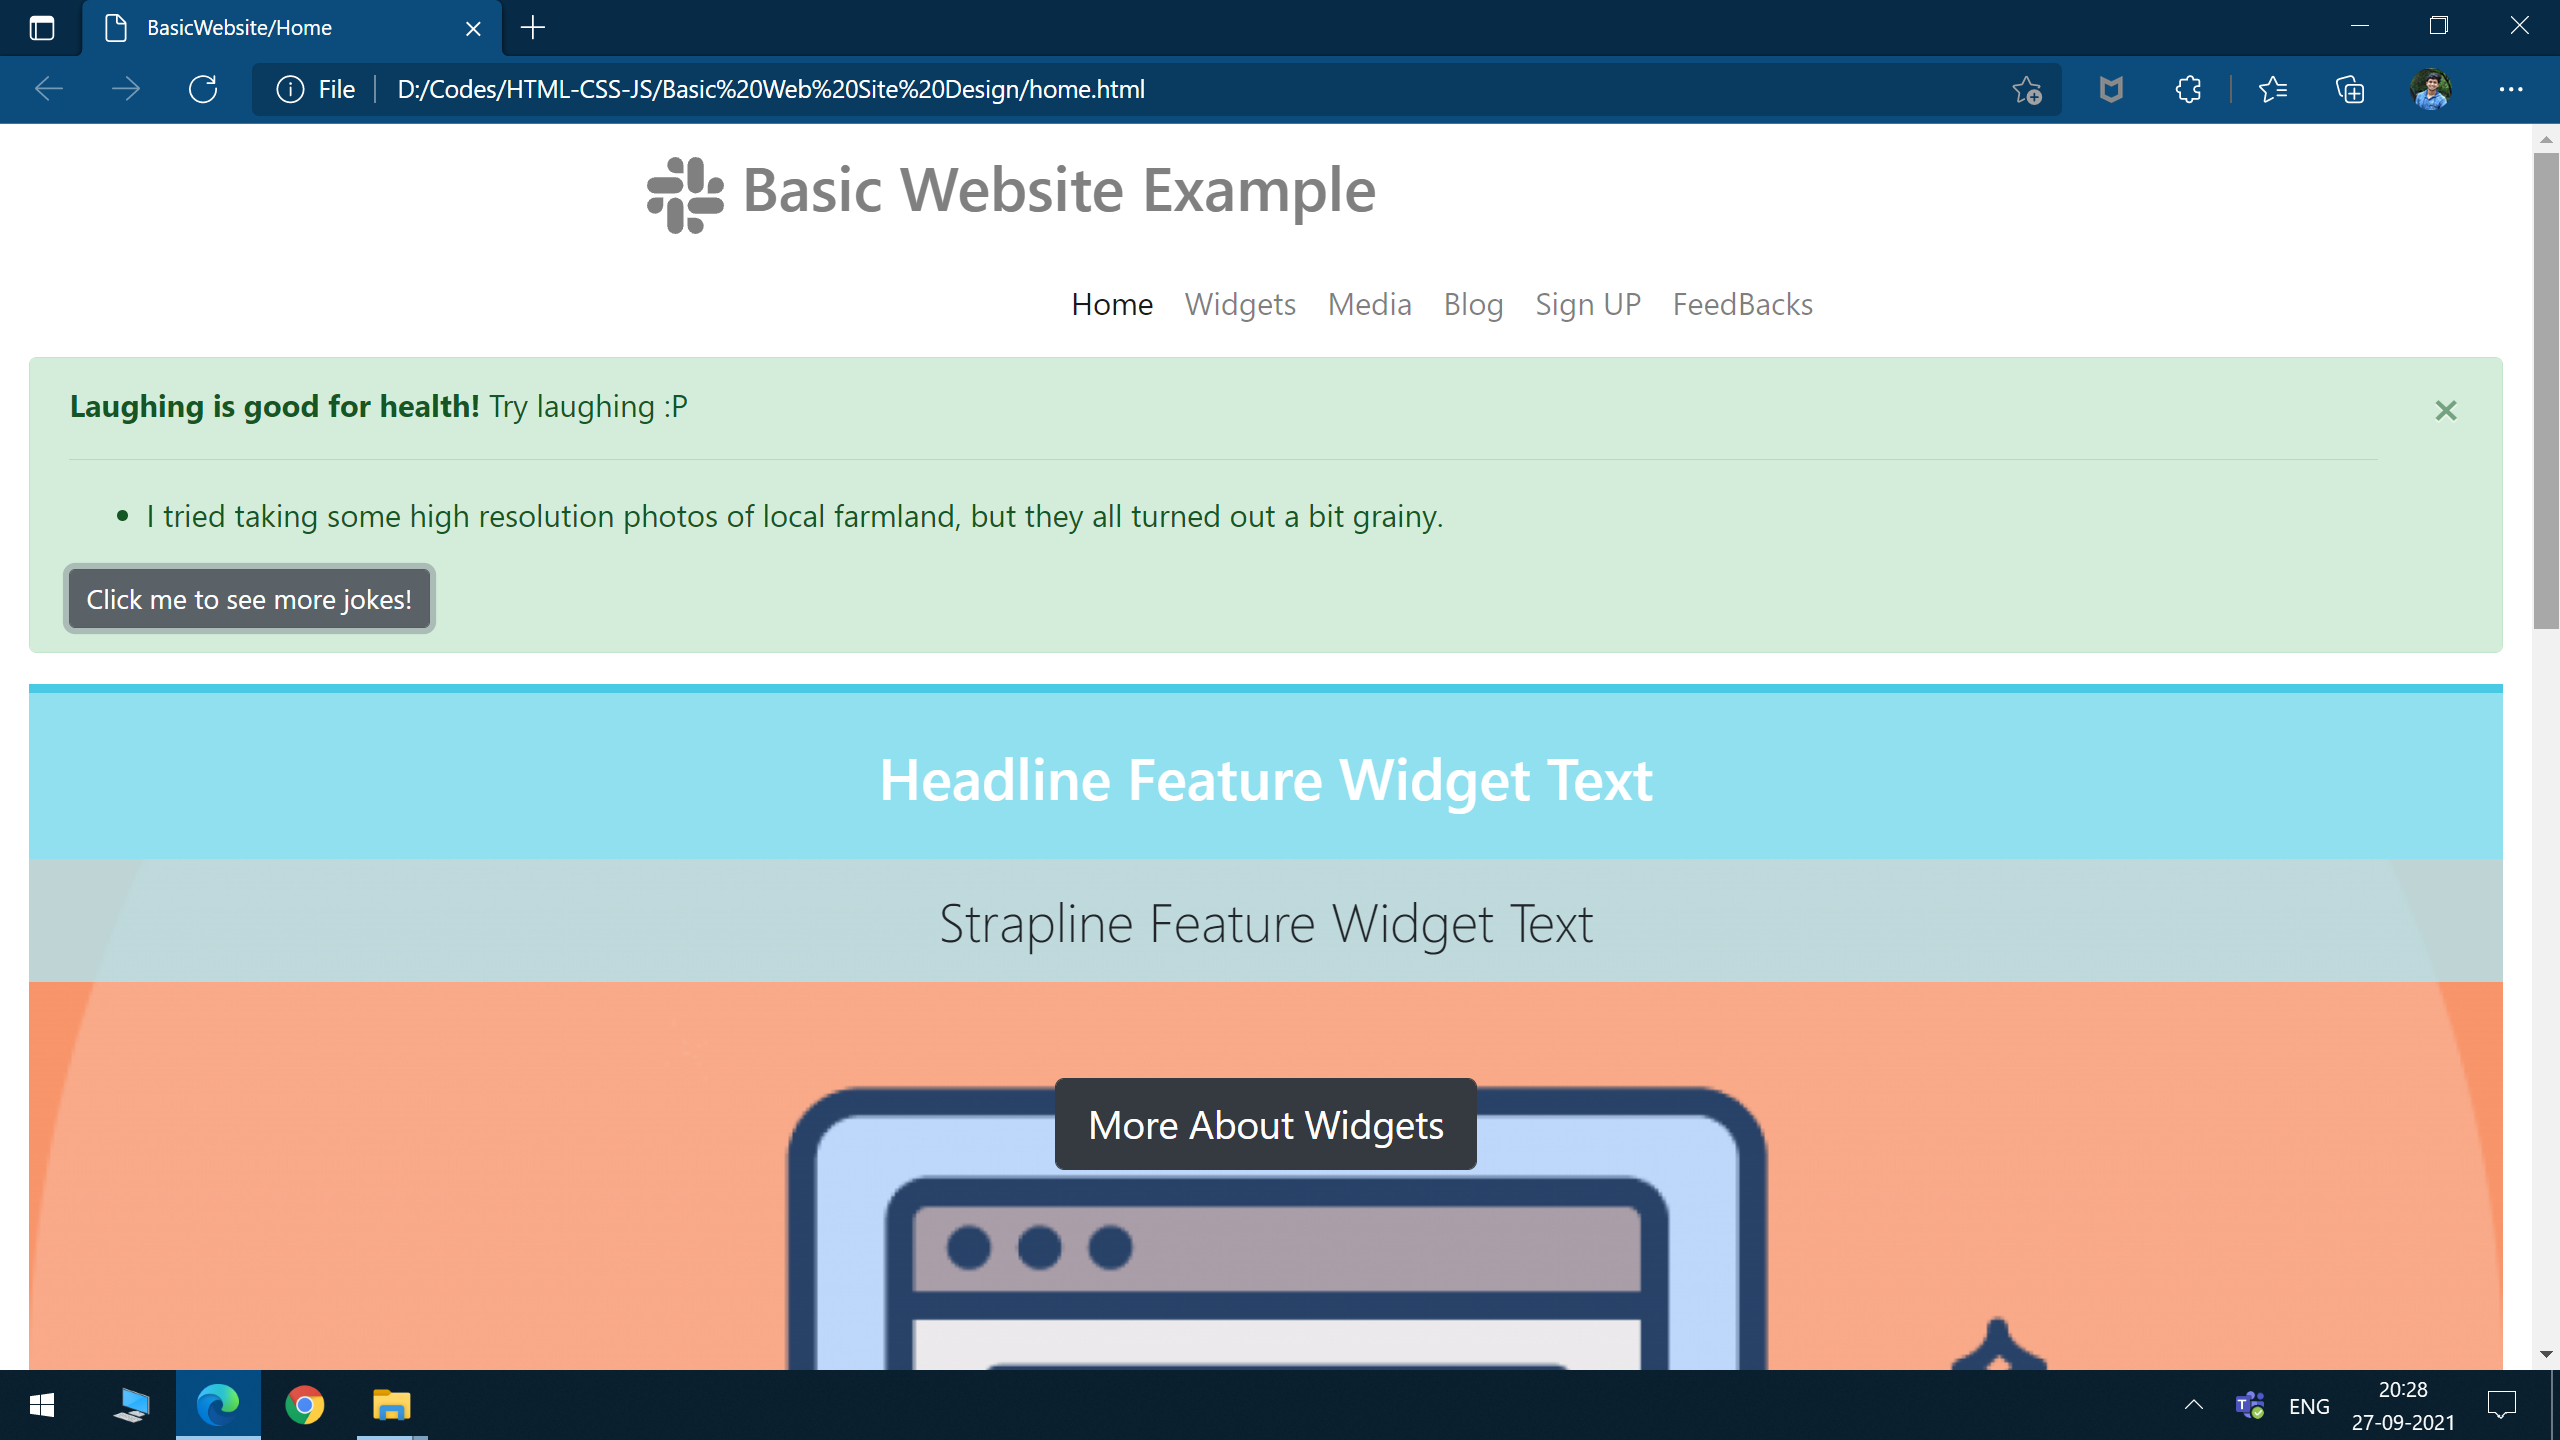 BasicWebsite/Home
File
D:/Codes/HTML-CSS-JS/Basic%20Web%20Site%20Design/home.html
Basic Website Example
Home Widgets Media Blog Sign UP FeedBacks
Laughing is good for health! Try laughing :P
I tried taking some high resolution photos of local farmland, but they all turned out a bit grainy.
Click me to see more jokes!
Headline Feature Widget Text
Strapline Feature Widget Text
More About Widgets
ENG
20:28
27-09-2021